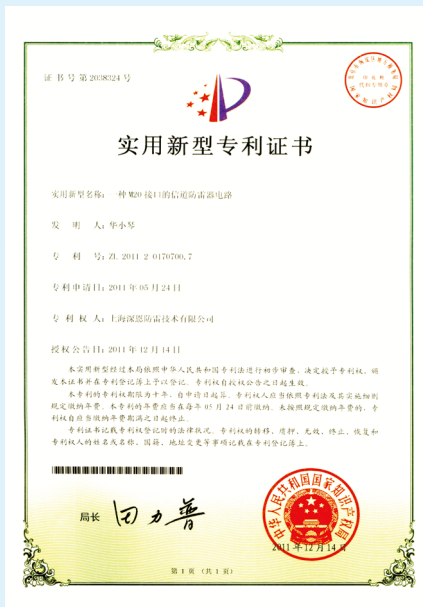 证书号第2038324号
实用新型专利证书
实用新型名称：一种M20接口的信道防雷器电路
发 明 人：华小琴
专 利 号：ZL 2011 2 0170700.7
专利申请日：2011年05月24日
专 利 权 人：上海深恩防雷技术有限公司
授权公告日：2011年12月14日
本实用新型经过本局依照中华人民共和国专利法进行初步审查，决定授予专利权，颁
发本证书并在专利登记簿上予以登记。专利权自授权公告之日起生效。
本专利的专利权期限为十年，自申请日起算。专利权人应当依照专利法及其实施细则
规定缴纳年费。本专利的年费应当在每年05月24日前缴纳。未按照规定缴纳年费的，专
利权自应当缴纳年费期满之日起终止。
专利证书记载专利权登记时的法律状况。专利权的转移、质押、无效、终止、恢复和
专利权人的姓名或名称、国籍、地址变更等事项记载在专利登记簿上。
局长 田力普
中华人民共和国国家知识产权局
2011年12月14日
第1页（共1页）